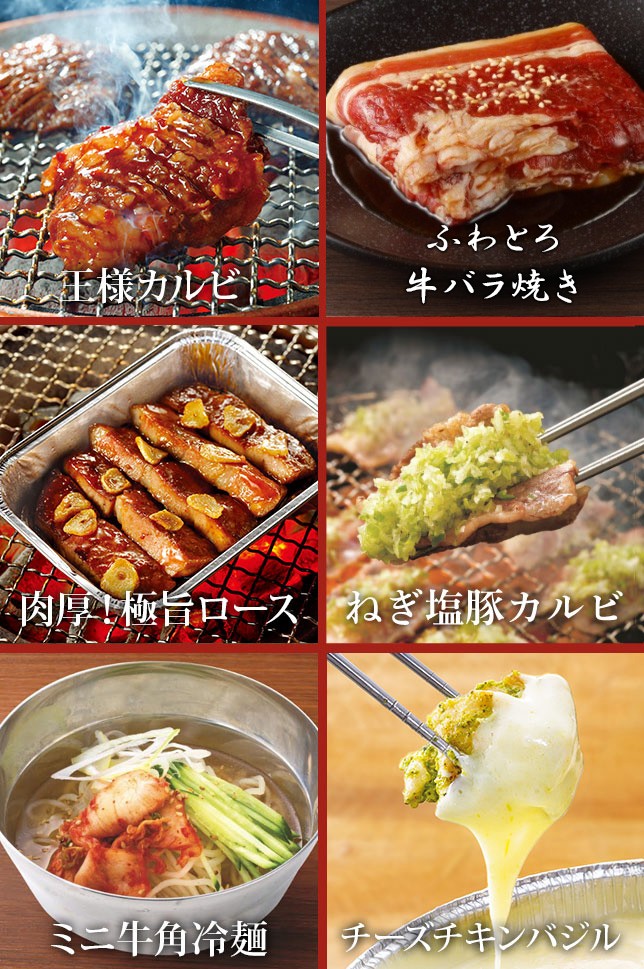 王様カルビ
ふわとろ
牛バラ焼き
肉厚！極旨ロース
ねぎ塩豚カルビ
ミニ牛角冷麺
チーズチキンバジル